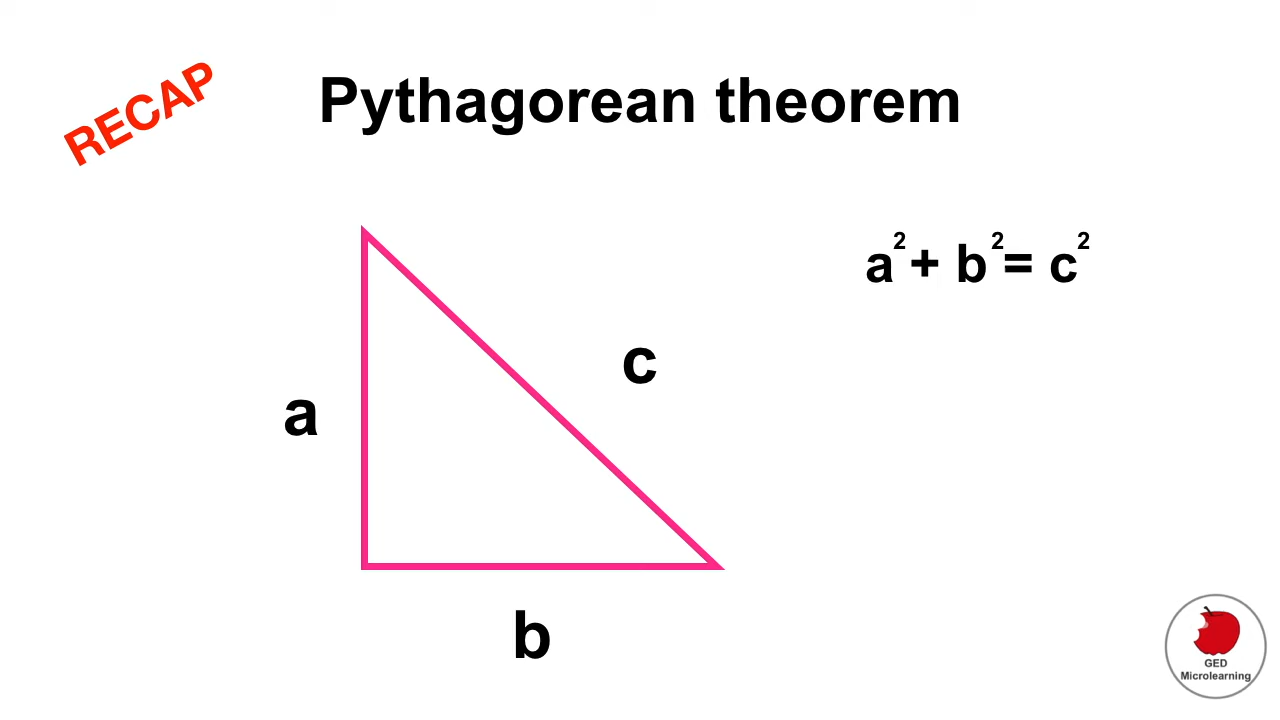 RECAP
Pythagorean theorem
a² + b² = c²
c
a
b
GED
Microlearning